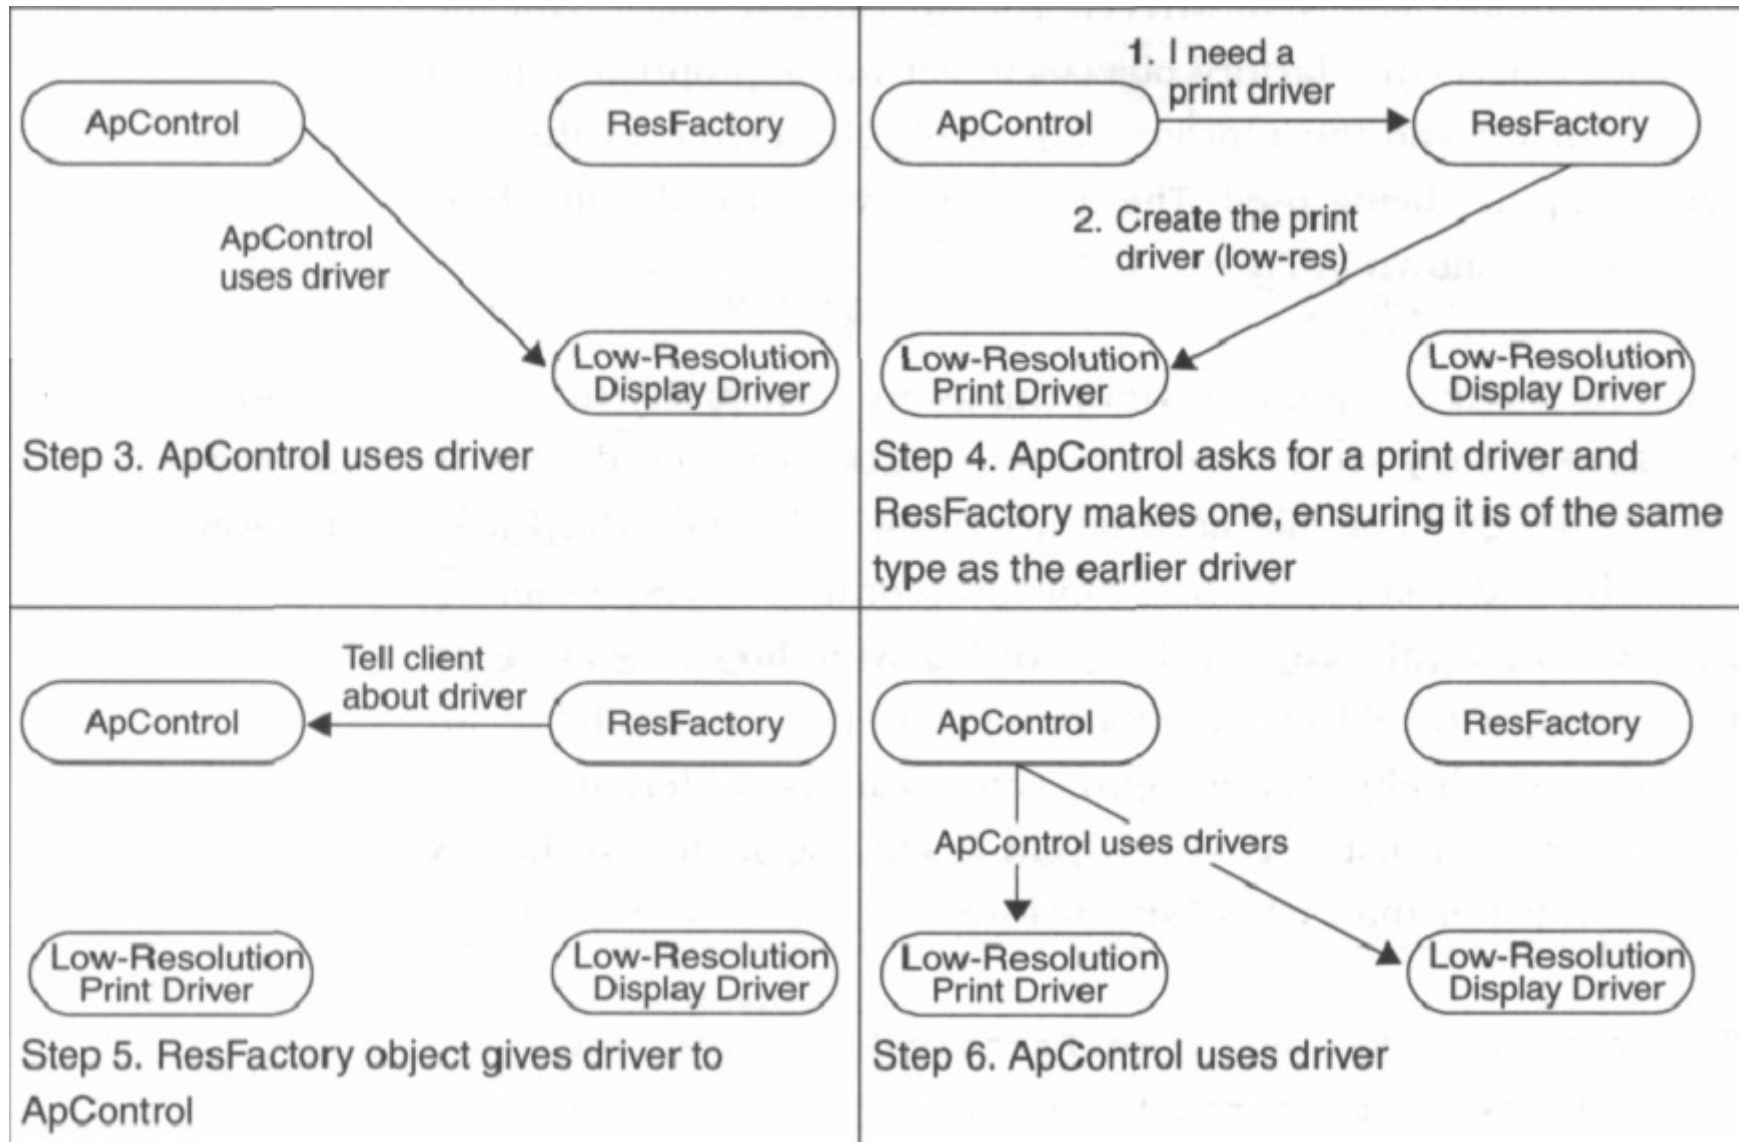 ApControl
ResFactory
ApControl
uses driver
Low-Resolution
Display Driver
Step 3. ApControl uses driver
1. I need a
print driver
ApControl
ResFactory
2. Create the print
driver (low-res)
Low-Resolution
Print Driver
Low-Resolution
Display Driver
Step 4. ApControl asks for a print driver and
ResFactory makes one, ensuring it is of the same
type as the earlier driver
Tell client
about driver
ApControl
ResFactory
Low-Resolution
Print Driver
Low-Resolution
Display Driver
Step 5. ResFactory object gives driver to
ApControl
ApControl
ResFactory
ApControl uses drivers
Low-Resolution
Print Driver
Low-Resolution
Display Driver
Step 6. ApControl uses driver